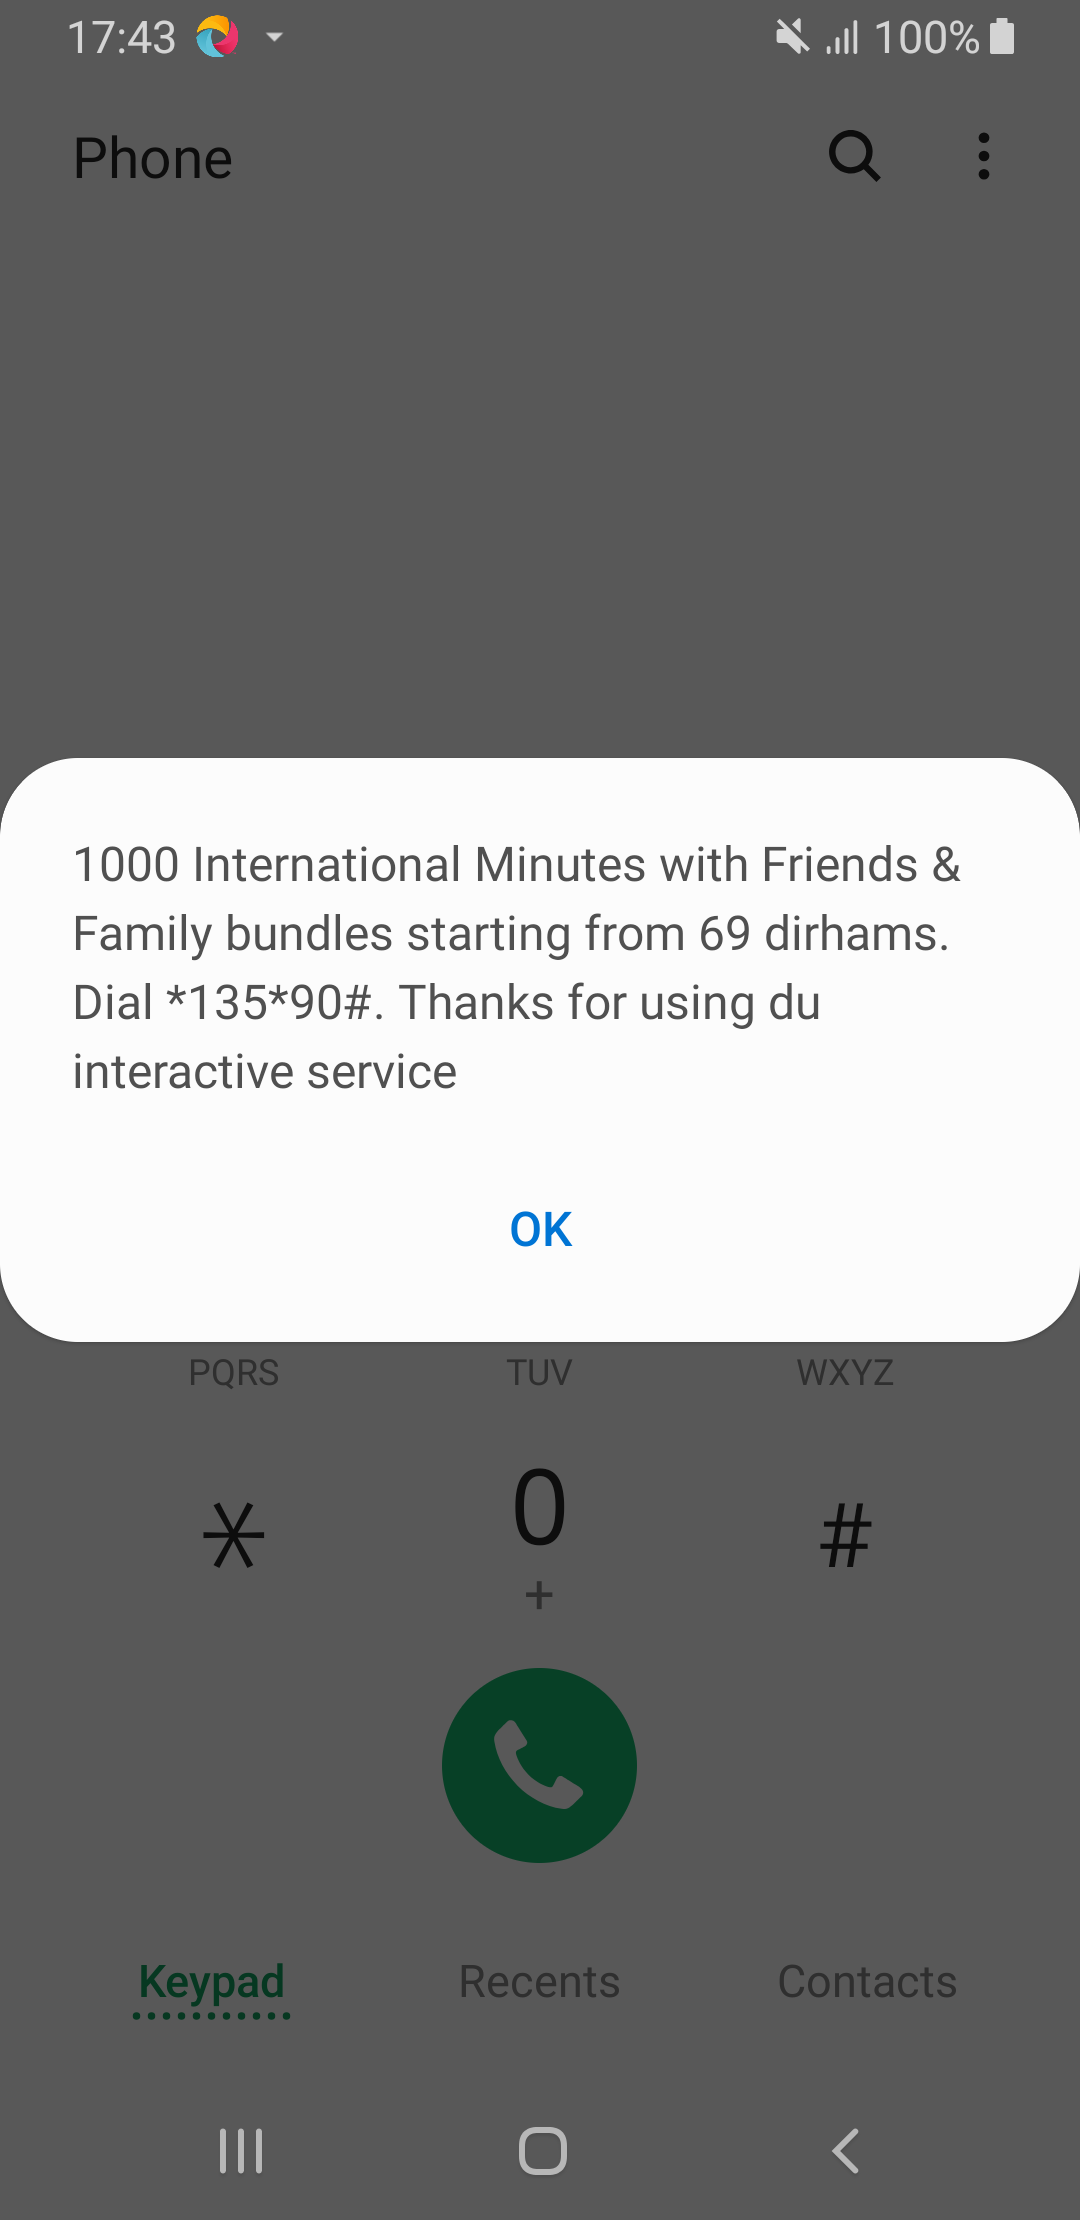 17:43 100%
Phone
1000 International Minutes with Friends &
Family bundles starting from 69 dirhams.
Dial *135*90#. Thanks for using du
interactive service
OK
PQRS TUV WXYZ
* 0 #
+
Keypad Recents Contacts